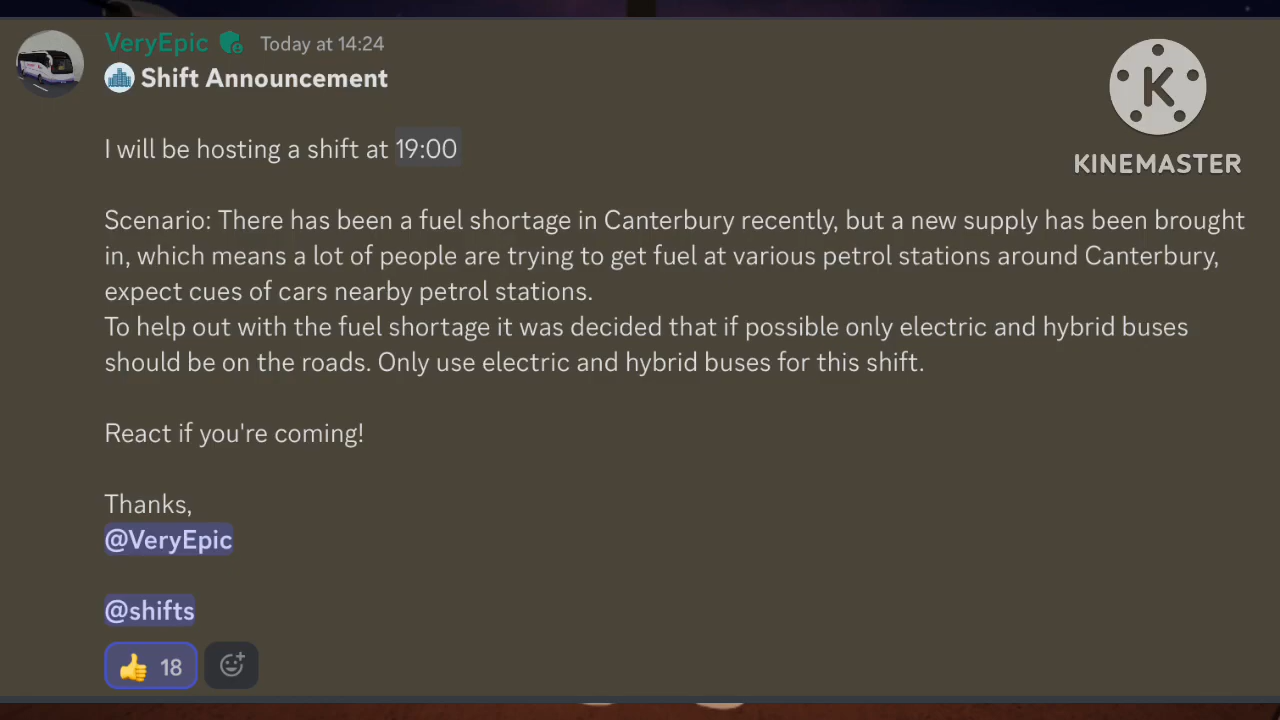 VeryEpic Today at 14:24
Shift Announcement
K
KINEMASTER
I will be hosting a shift at 19:00
Scenario: There has been a fuel shortage in Canterbury recently, but a new supply has been brought
in, which means a lot of people are trying to get fuel at various petrol stations around Canterbury,
expect cues of cars nearby petrol stations.
To help out with the fuel shortage it was decided that if possible only electric and hybrid buses
should be on the roads. Only use electric and hybrid buses for this shift.
React if you're coming!
Thanks,
@VeryEpic
@shifts
👍 18